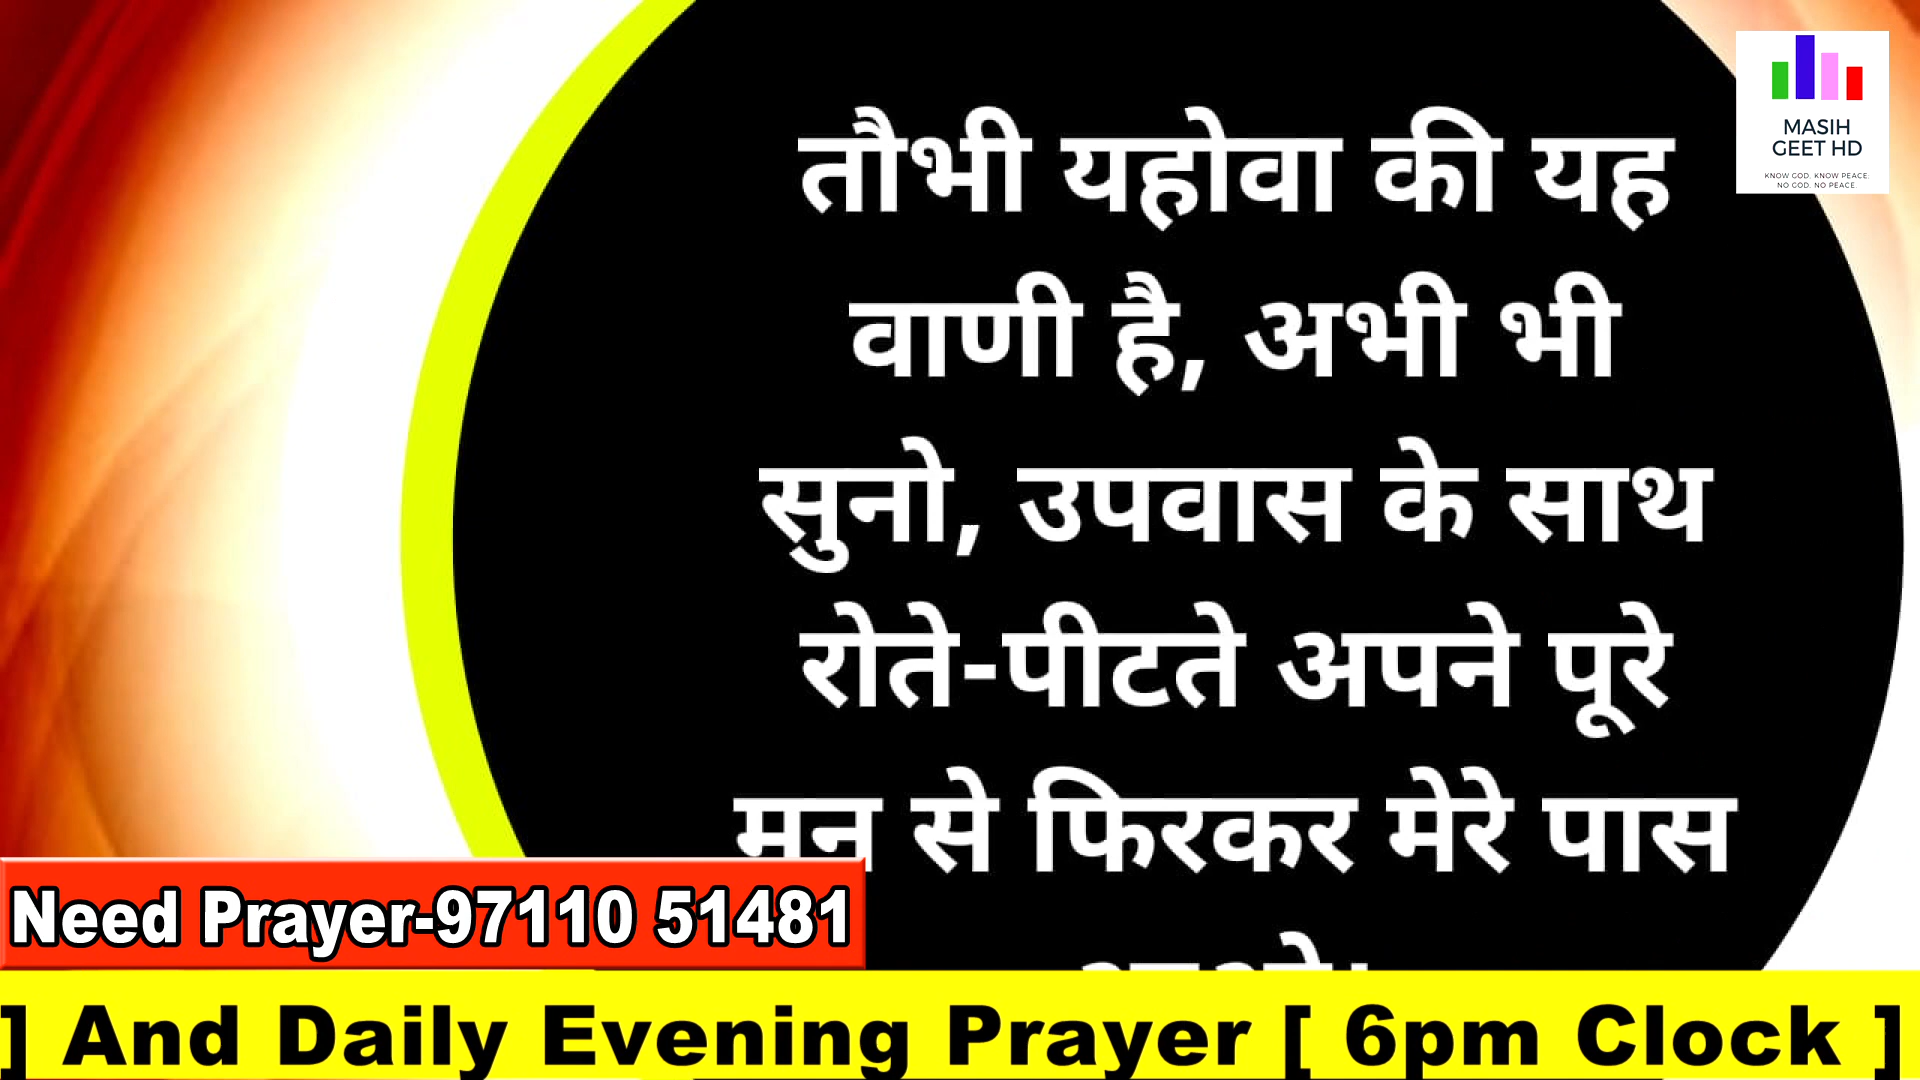 तौभी यहोवा की यह
वाणी है, अभी भी
सुनो, उपवास के साथ
रोते-पीटते अपने पूरे
मन से फिरकर मेरे पास
MASIH
GEET HD
KNOW GOD. KNOW PEACE.
NO GOD. NO PEACE.
Need Prayer-97110 51481
] And Daily Evening Prayer [ 6pm Clock ]